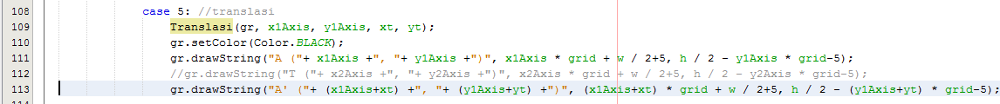 108 case 5: //translasi
109 Translasi(gr, x1Axis, y1Axis, xt, yt);
110 gr.setColor(Color.BLACK);
111 gr.drawString("A ("+ x1Axis +", "+ y1Axis +")", x1Axis * grid + w / 2+5, h / 2 - y1Axis * grid-5);
112 //gr.drawString("T ("+ x2Axis +", "+ y2Axis +")", x2Axis * grid + w / 2+5, h / 2 - y2Axis * grid-5);
113 gr.drawString("A' ("+ (x1Axis+xt) +", "+ (y1Axis+yt) +")", (x1Axis+xt) * grid + w / 2+5, h / 2 - (y1Axis+yt) * grid-5);